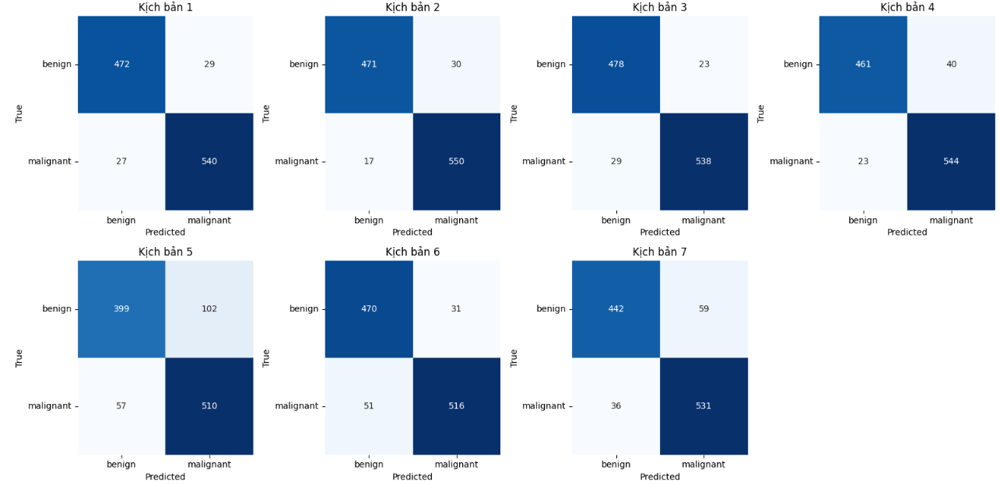 Kịch bản 1
benign
472
29
True
malignant
27
540
benign
malignant
Predicted
Kịch bản 2
benign
471
30
True
malignant
17
550
benign
malignant
Predicted
Kịch bản 3
benign
478
23
True
malignant
29
538
benign
malignant
Predicted
Kịch bản 4
benign
461
40
True
malignant
23
544
benign
malignant
Predicted
Kịch bản 5
benign
399
102
True
malignant
57
510
benign
malignant
Predicted
Kịch bản 6
benign
470
31
True
malignant
51
516
benign
malignant
Predicted
Kịch bản 7
benign
442
59
True
malignant
36
531
benign
malignant
Predicted